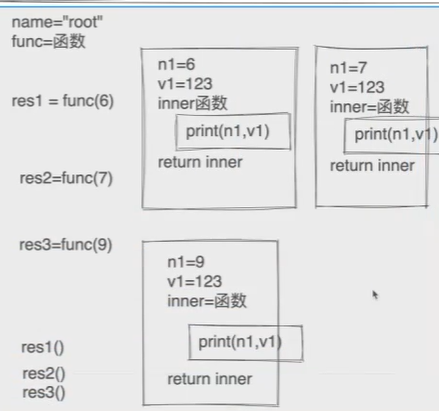 name="root"
func=函数
res1 = func(6)
n1=6
v1=123
inner函数
print(n1,v1)
return inner
n1=7
v1=123
inner=函数
print(n1,v1)
return inner
res2=func(7)
res3=func(9)
n1=9
v1=123
inner=函数
print(n1,v1)
return inner
res1()
res2()
res3()